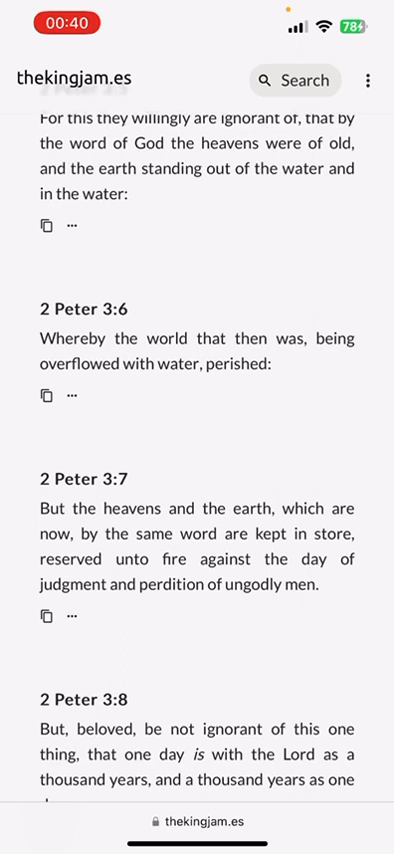 00:40
78
thekingjam.es
Search
2 Peter 3:5
For this they willingly are ignorant of, that by
the word of God the heavens were of old,
and the earth standing out of the water and
in the water:
2 Peter 3:6
Whereby the world that then was, being
overflowed with water, perished:
2 Peter 3:7
But the heavens and the earth, which are
now, by the same word are kept in store,
reserved unto fire against the day of
judgment and perdition of ungodly men.
2 Peter 3:8
But, beloved, be not ignorant of this one
thing, that one day is with the Lord as a
thousand years, and a thousand years as one
thekingjam.es